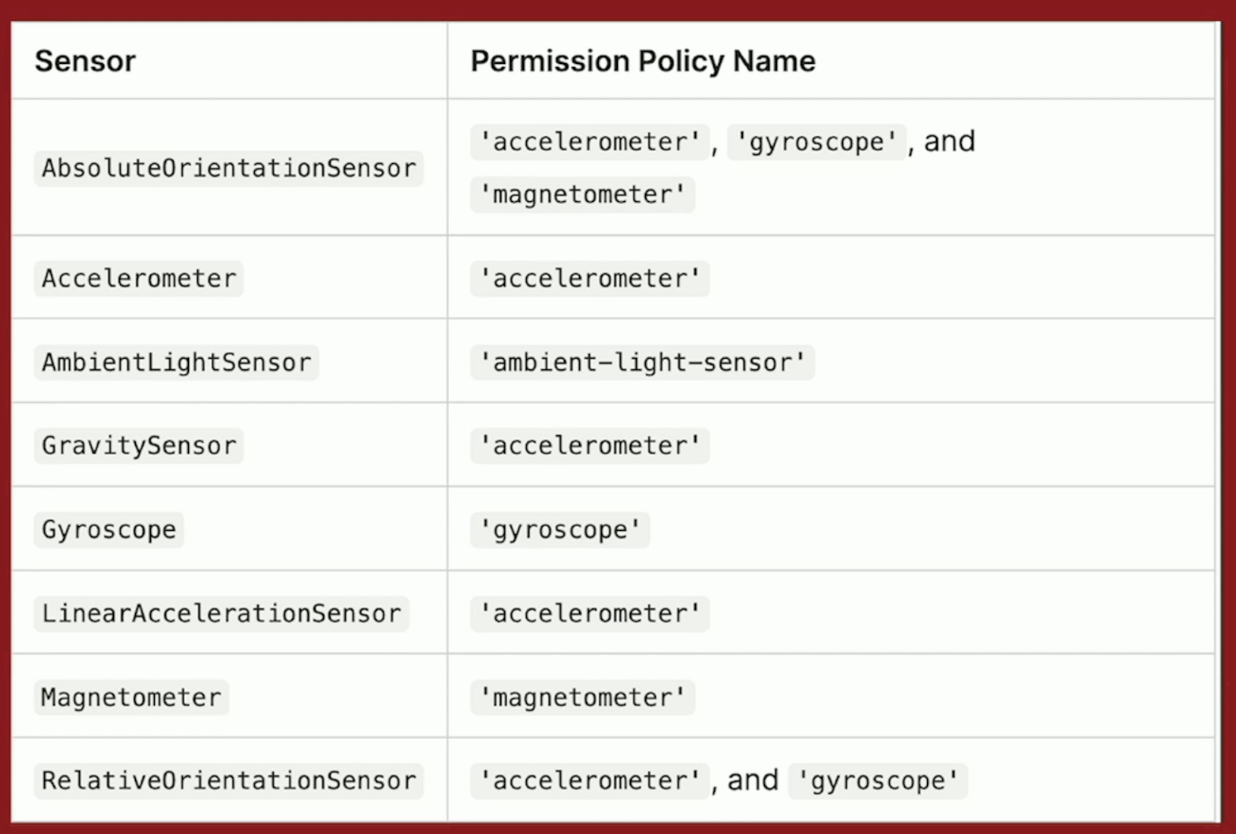 Sensor Permission Policy Name
AbsoluteOrientationSensor 'accelerometer', 'gyroscope', and
'magnetometer'
Accelerometer 'accelerometer'
AmbientLightSensor 'ambient-light-sensor'
GravitySensor 'accelerometer'
Gyroscope 'gyroscope'
LinearAccelerationSensor 'accelerometer'
Magnetometer 'magnetometer'
RelativeOrientationSensor 'accelerometer', and 'gyroscope'